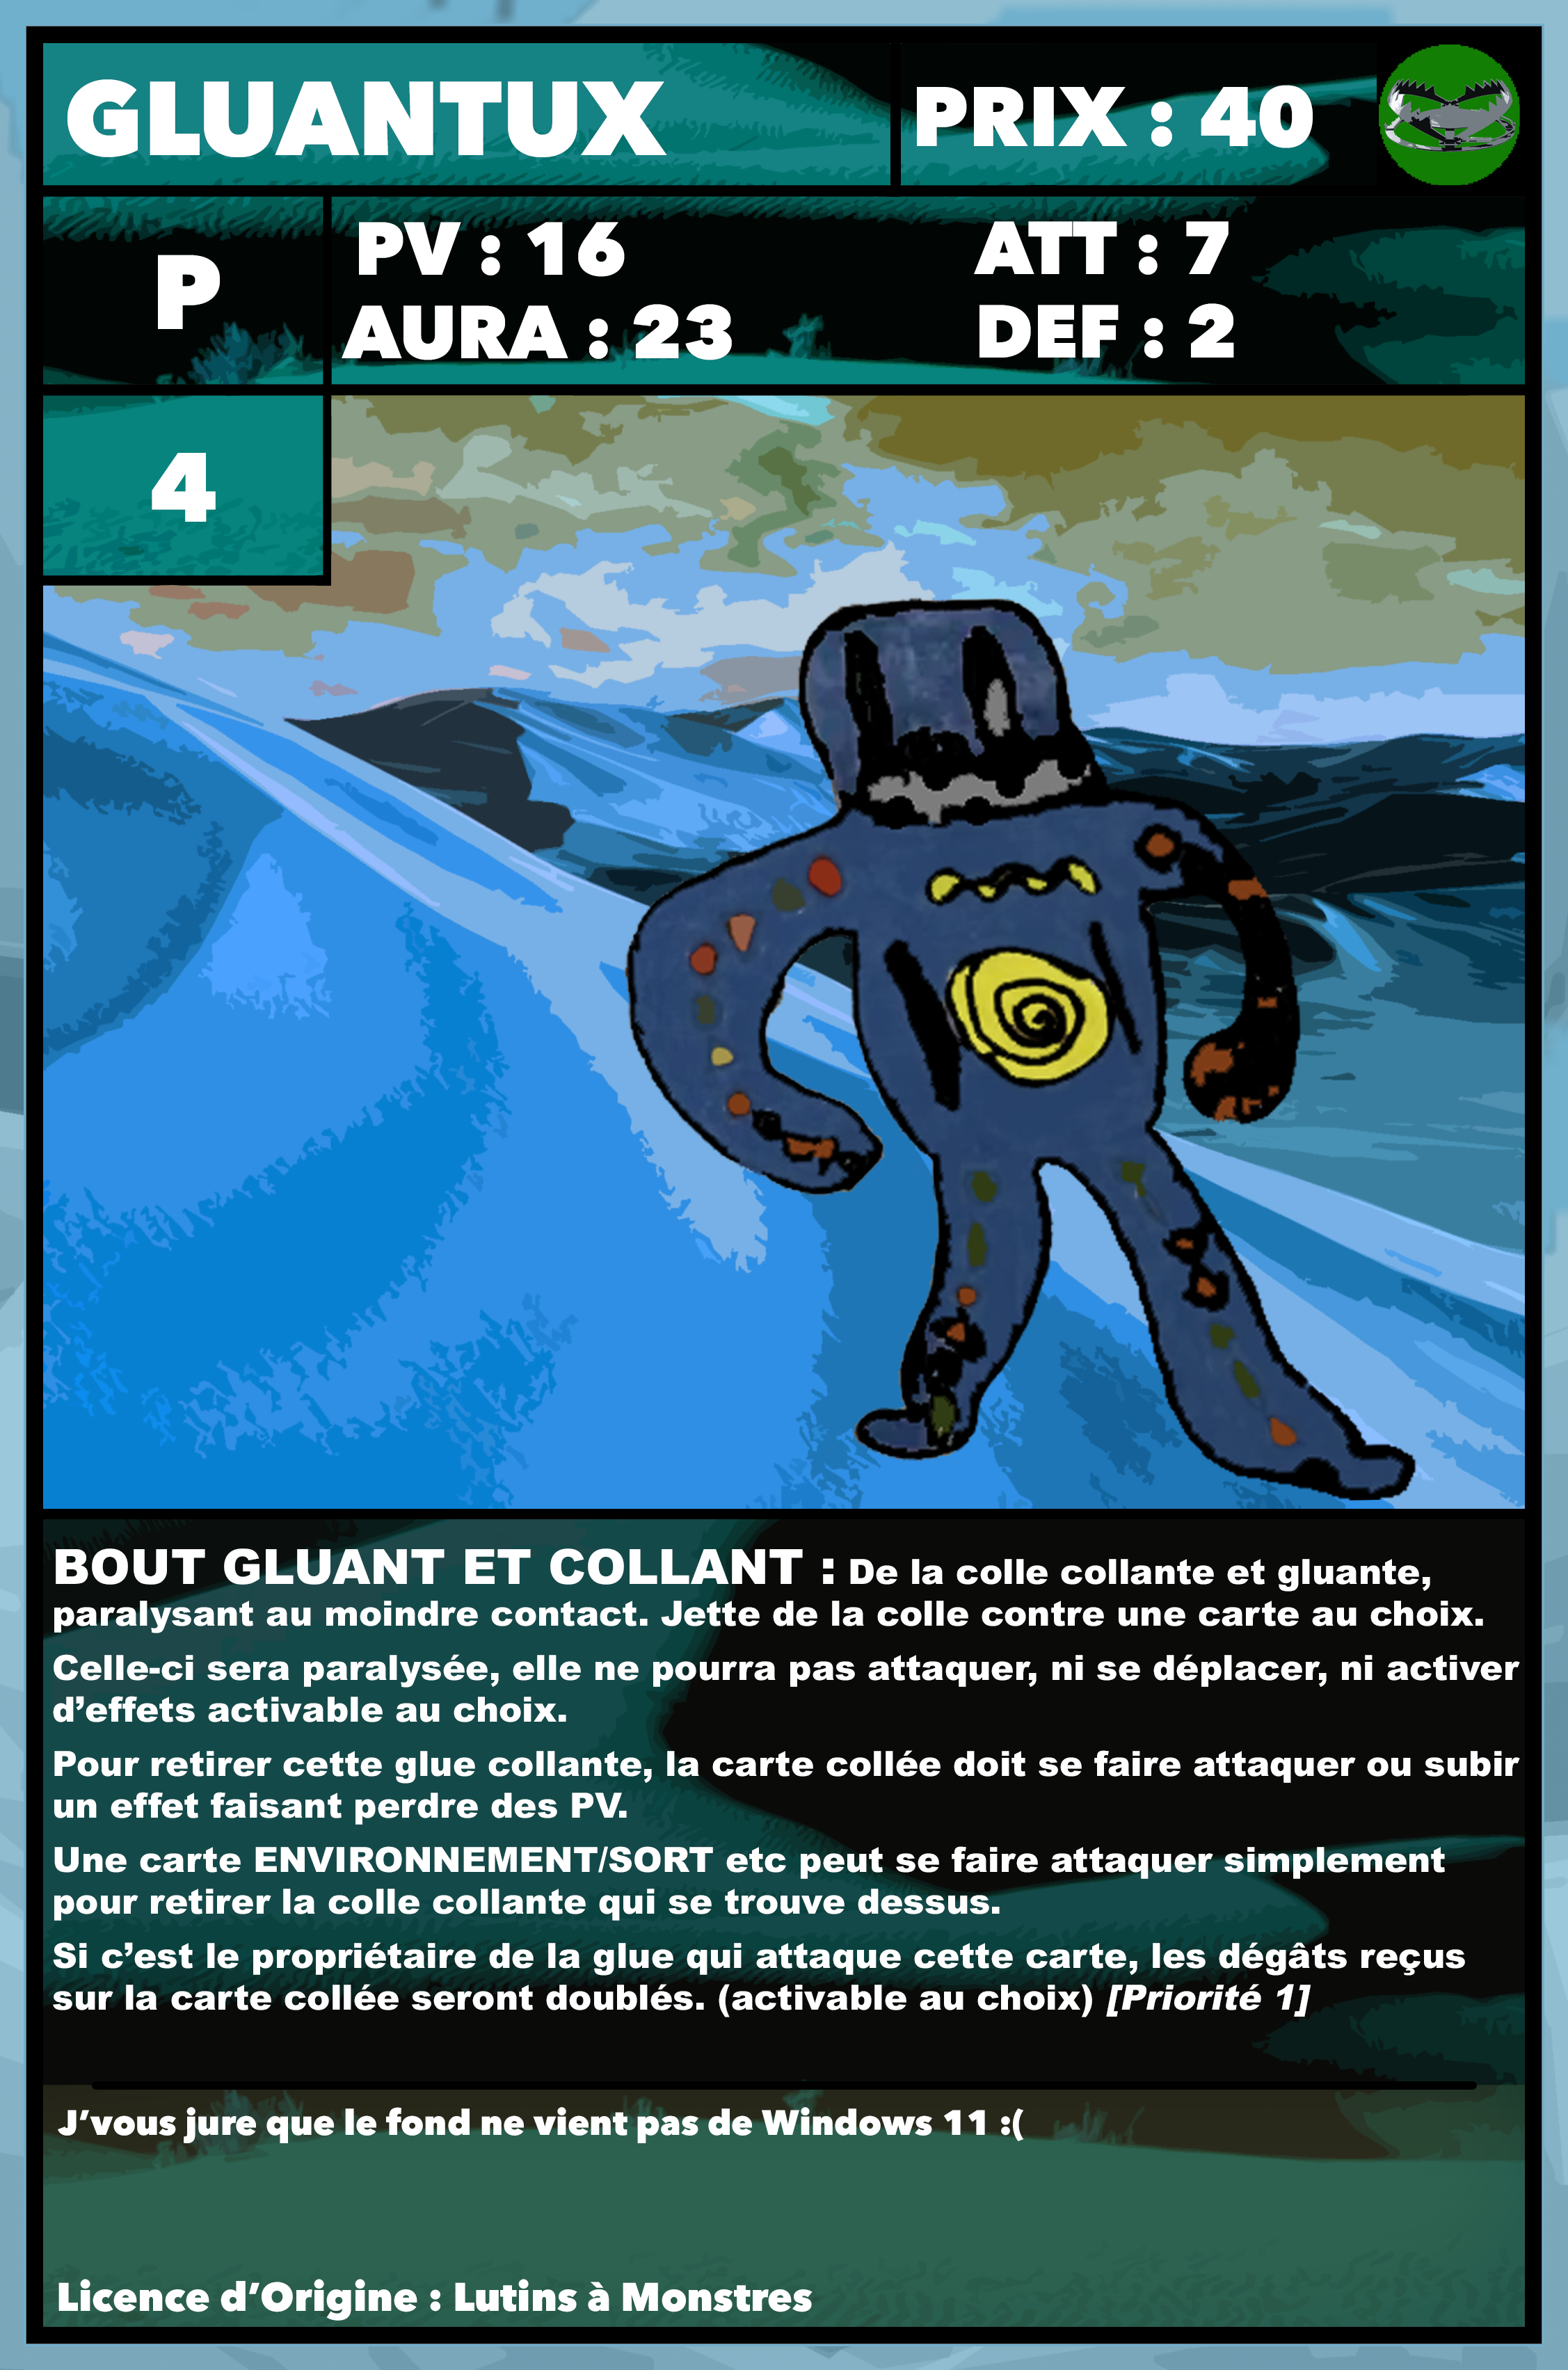 GLUANTUX
PRIX : 40
P
PV : 16
ATT : 7
AURA : 23
DEF : 2
4
BOUT GLUANT ET COLLANT : De la colle collante et gluante,
paralysant au moindre contact. Jette de la colle contre une carte au choix.
Celle-ci sera paralysée, elle ne pourra pas attaquer, ni se déplacer, ni activer
d’effets activable au choix.
Pour retirer cette glue collante, la carte collée doit se faire attaquer ou subir
un effet faisant perdre des PV.
Une carte ENVIRONNEMENT/SORT etc peut se faire attaquer simplement
pour retirer la colle collante qui se trouve dessus.
Si c’est le propriétaire de la glue qui attaque cette carte, les dégâts reçus
sur la carte collée seront doublés. (activable au choix) [Priorité 1]
J’vous jure que le fond ne vient pas de Windows 11 :(
Licence d’Origine : Lutins à Monstres